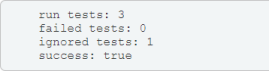 run tests: 3
failed tests: 0
ignored tests: 1
success: true